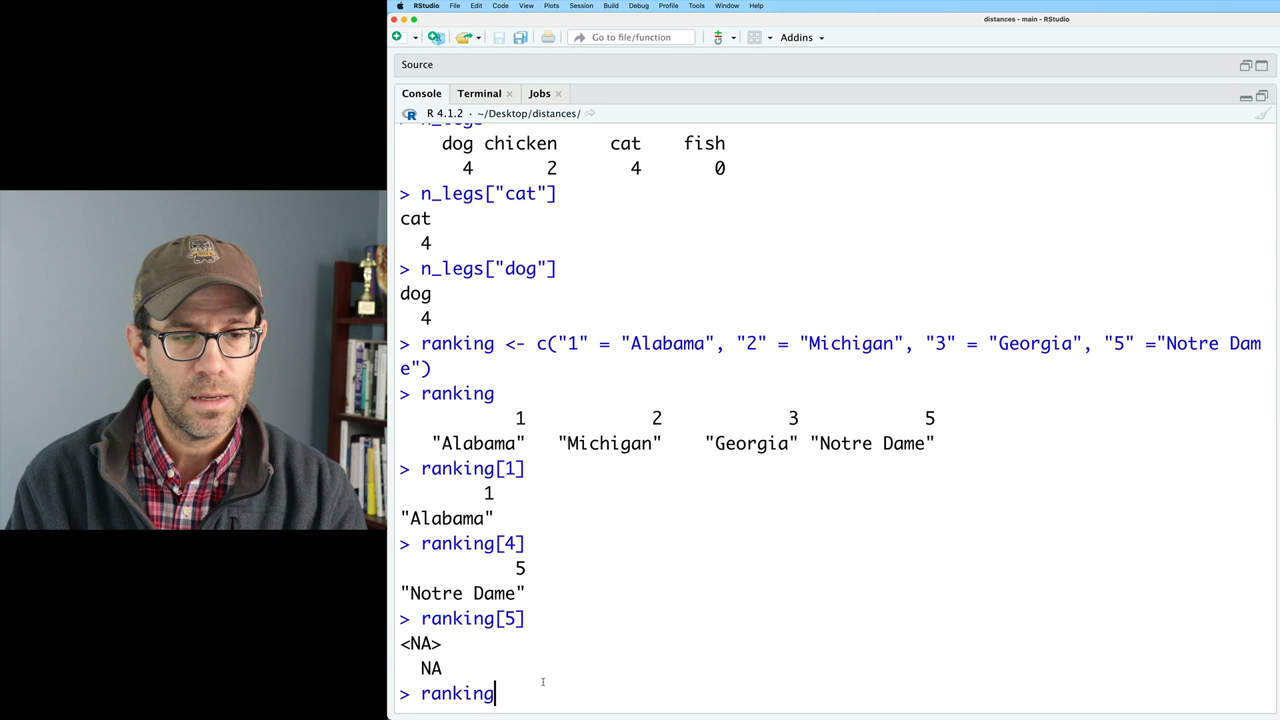 RStudio File Edit Code View Plots Session Build Debug Profile Tools Window Help
distances - main - RStudio
Go to file/function Addins
Source
Console Terminal Jobs
R 4.1.2 · ~/Desktop/distances/
> n_legs
dog chicken cat fish
4 2 4 0
> n_legs["cat"]
cat
4
> n_legs["dog"]
dog
4
> ranking <- c("1" = "Alabama", "2" = "Michigan", "3" = "Georgia", "5" ="Notre Dam
e")
> ranking
1 2 3 5
"Alabama" "Michigan" "Georgia" "Notre Dame"
> ranking[1]
1
"Alabama"
> ranking[4]
5
"Notre Dame"
> ranking[5]
<NA>
NA
> ranking